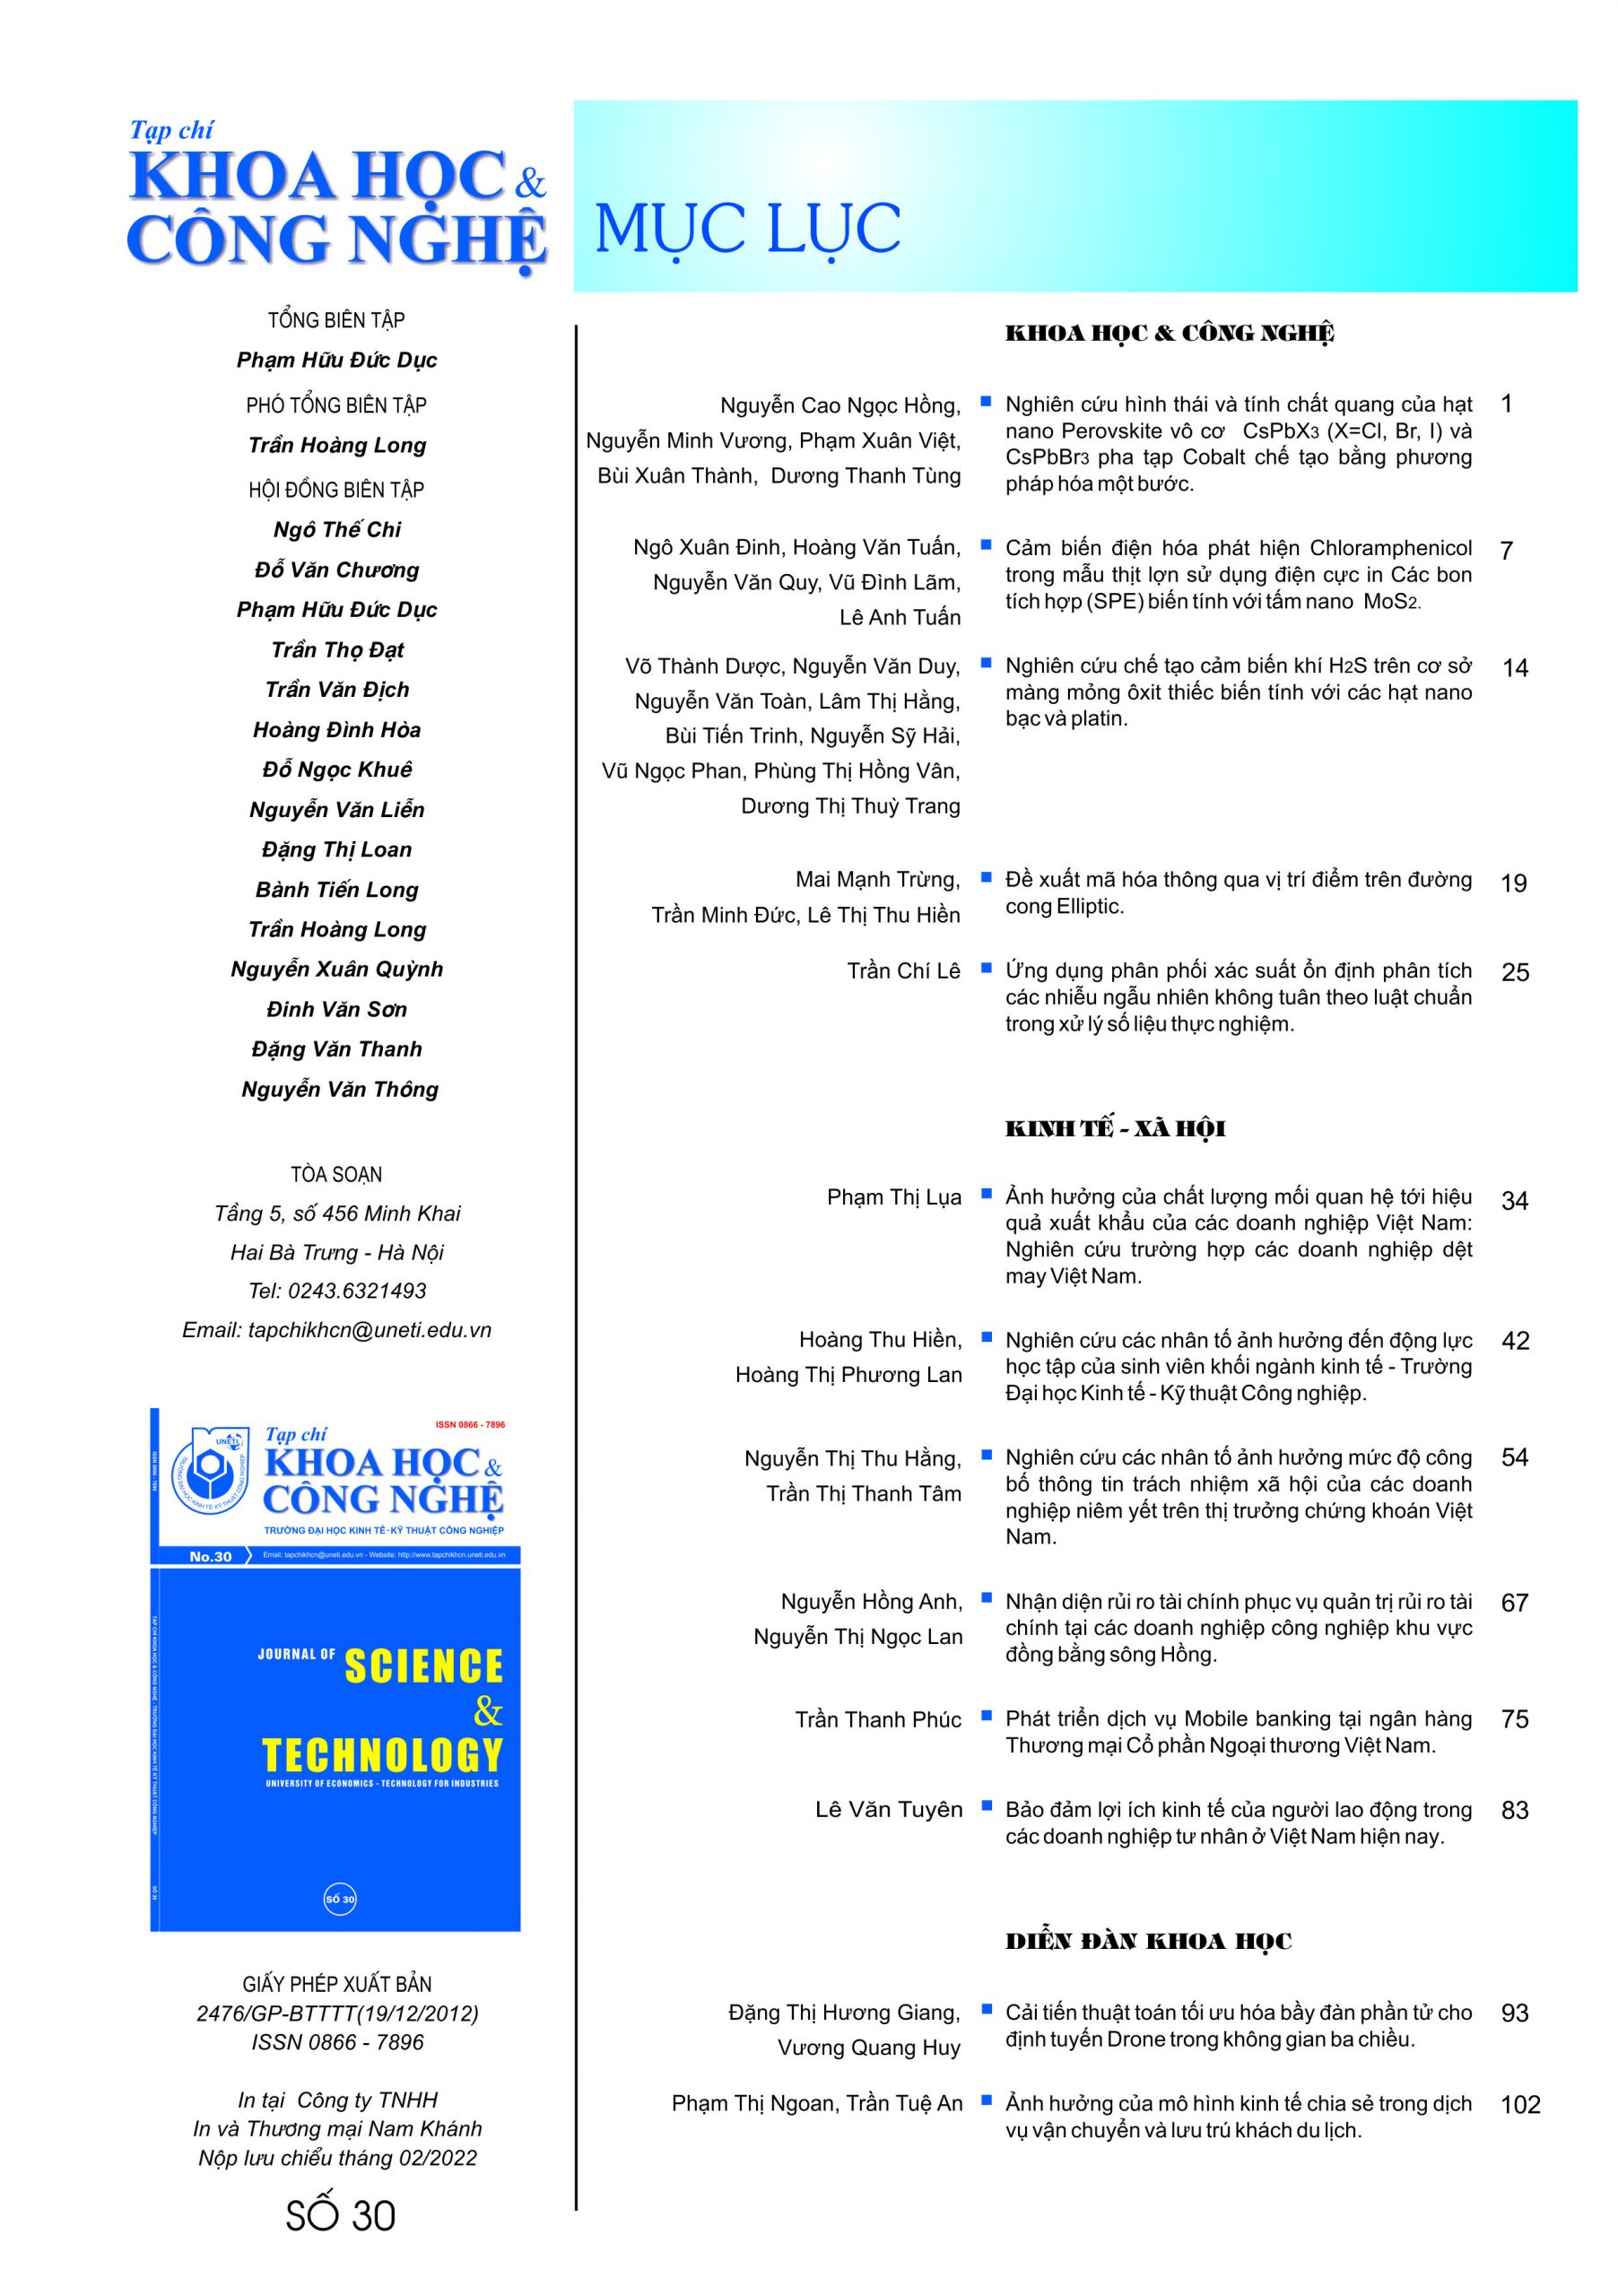 Tạp chí
KHOA HỌC &
CÔNG NGHỆ
MỤC LỤC
TỔNG BIÊN TẬP
Phạm Hữu Đức Dục
PHÓ TỔNG BIÊN TẬP
Trần Hoàng Long
HỘI ĐỒNG BIÊN TẬP
Ngô Thế Chi
Đỗ Văn Chương
Phạm Hữu Đức Dục
Trần Thọ Đạt
Trần Văn Địch
Hoàng Đình Hòa
Đỗ Ngọc Khuê
Nguyễn Văn Liễn
Đặng Thị Loan
Bành Tiến Long
Trần Hoàng Long
Nguyễn Xuân Quỳnh
Đinh Văn Sơn
Đặng Văn Thanh
Nguyễn Văn Thông
TÒA SOẠN
Tầng 5, số 456 Minh Khai
Hai Bà Trưng - Hà Nội
Tel: 0243.6321493
Email: tapchikhcn@uneti.edu.vn
ISSN 0866 - 7896
UNETI
Tạp chí
KHOA HỌC &
CÔNG NGHỆ
TRƯỜNG ĐẠI HỌC KINH TẾ-KỸ THUẬT CÔNG NGHIỆP
No.30
Email: tapchikhcn@uneti.edu.vn - Website: http://www.tapchikhcn.uneti.edu.vn
JOURNAL OF SCIENCE
&
TECHNOLOGY
UNIVERSITY OF ECONOMICS - TECHNOLOGY FOR INDUSTRIES
SỐ 30
GIẤY PHÉP XUẤT BẢN
2476/GP-BTTTT(19/12/2012)
ISSN 0866 - 7896
In tại Công ty TNHH
In và Thương mại Nam Khánh
Nộp lưu chiểu tháng 02/2022
SỐ 30
KHOA HỌC & CÔNG NGHỆ
Nguyễn Cao Ngọc Hồng,
Nguyễn Minh Vương, Phạm Xuân Việt,
Bùi Xuân Thành, Dương Thanh Tùng
Nghiên cứu hình thái và tính chất quang của hạt
nano Perovskite vô cơ CsPbX3 (X=Cl, Br, I) và
CsPbBr3 pha tạp Cobalt chế tạo bằng phương
pháp hóa một bước.
1
Ngô Xuân Đinh, Hoàng Văn Tuấn,
Nguyễn Văn Quy, Vũ Đình Lãm,
Lê Anh Tuấn
Cảm biến điện hóa phát hiện Chloramphenicol
trong mẫu thịt lợn sử dụng điện cực in Các bon
tích hợp (SPE) biến tính với tấm nano MoS2.
7
Võ Thành Dược, Nguyễn Văn Duy,
Nguyễn Văn Toàn, Lâm Thị Hằng,
Bùi Tiến Trinh, Nguyễn Sỹ Hải,
Vũ Ngọc Phan, Phùng Thị Hồng Vân,
Dương Thị Thuỳ Trang
Nghiên cứu chế tạo cảm biến khí H2S trên cơ sở
màng mỏng ôxit thiếc biến tính với các hạt nano
bạc và platin.
14
Mai Mạnh Trừng,
Trần Minh Đức, Lê Thị Thu Hiền
Đề xuất mã hóa thông qua vị trí điểm trên đường
cong Elliptic.
19
Trần Chí Lê
Ứng dụng phân phối xác suất ổn định phân tích
các nhiễu ngẫu nhiên không tuân theo luật chuẩn
trong xử lý số liệu thực nghiệm.
25
KINH TẾ - XÃ HỘI
Phạm Thị Lụa
Ảnh hưởng của chất lượng mối quan hệ tới hiệu
quả xuất khẩu của các doanh nghiệp Việt Nam:
Nghiên cứu trường hợp các doanh nghiệp dệt
may Việt Nam.
34
Hoàng Thu Hiền,
Hoàng Thị Phương Lan
Nghiên cứu các nhân tố ảnh hưởng đến động lực
học tập của sinh viên khối ngành kinh tế - Trường
Đại học Kinh tế - Kỹ thuật Công nghiệp.
42
Nguyễn Thị Thu Hằng,
Trần Thị Thanh Tâm
Nghiên cứu các nhân tố ảnh hưởng mức độ công
bố thông tin trách nhiệm xã hội của các doanh
nghiệp niêm yết trên thị trưởng chứng khoán Việt
Nam.
54
Nguyễn Hồng Anh,
Nguyễn Thị Ngọc Lan
Nhận diện rủi ro tài chính phục vụ quản trị rủi ro tài
chính tại các doanh nghiệp công nghiệp khu vực
đồng bằng sông Hồng.
67
Trần Thanh Phúc
Phát triển dịch vụ Mobile banking tại ngân hàng
Thương mại Cổ phần Ngoại thương Việt Nam.
75
Lê Văn Tuyên
Bảo đảm lợi ích kinh tế của người lao động trong
các doanh nghiệp tư nhân ở Việt Nam hiện nay.
83
DIỄN ĐÀN KHOA HỌC
Đặng Thị Hương Giang,
Vương Quang Huy
Cải tiến thuật toán tối ưu hóa bầy đàn phần tử cho
định tuyến Drone trong không gian ba chiều.
93
Phạm Thị Ngoan, Trần Tuệ An
Ảnh hưởng của mô hình kinh tế chia sẻ trong dịch
vụ vận chuyển và lưu trú khách du lịch.
102